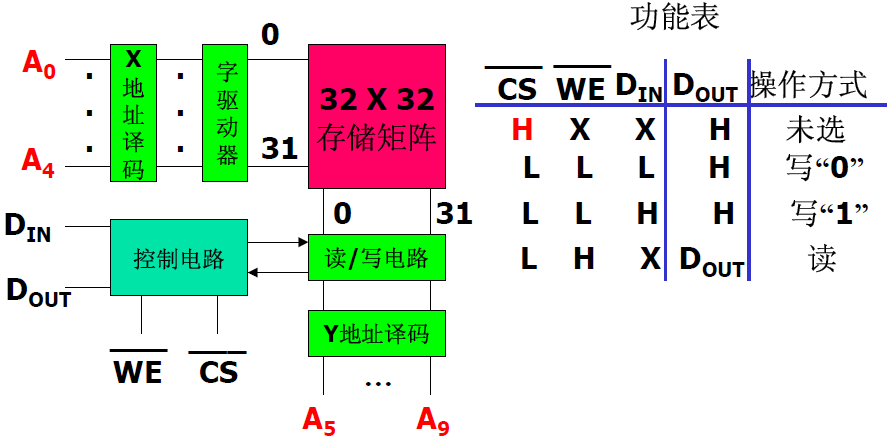 功能表
CS WE DIN DOUT 操作方式
H X X H 未选
L L L H 写“0”
L L H H 写“1”
L H X DOUT 读
A0
A4
X地址译码
字驱动器
0
31
32 X 32
存储矩阵
0 31
DIN
DOUT
控制电路
读/写电路
Y地址译码
WE CS
...
A5 A9